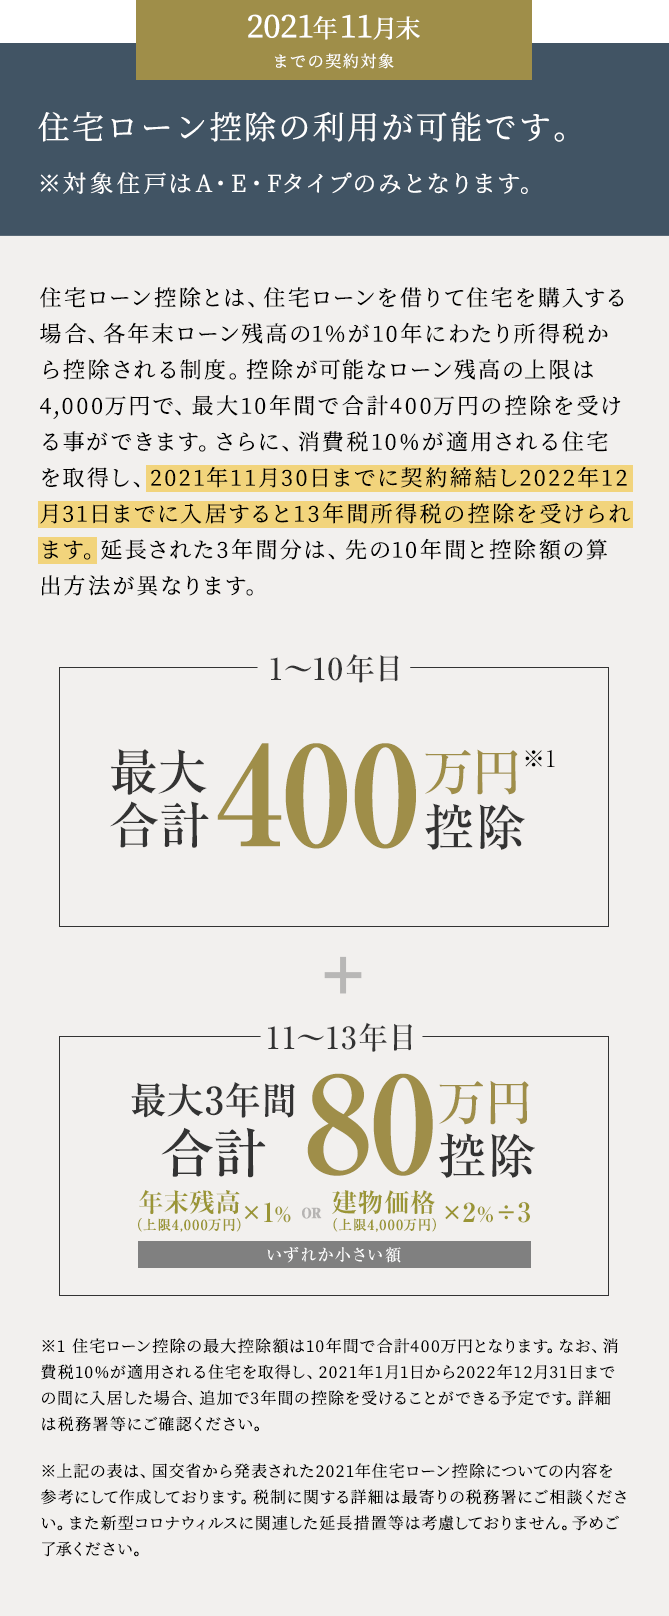 2021年11月末
までの契約対象
住宅ローン控除の利用が可能です。
※対象住戸はA・E・Fタイプのみとなります。
住宅ローン控除とは、住宅ローンを借りて住宅を購入する
場合、各年末ローン残高の1%が10年にわたり所得税か
ら控除される制度。控除が可能なローン残高の上限は
4,000万円で、最大10年間で合計400万円の控除を受け
る事ができます。さらに、消費税10%が適用される住宅
を取得し、2021年11月30日までに契約締結し2022年12
月31日までに入居すると13年間所得税の控除を受けられ
ます。延長された3年間分は、先の10年間と控除額の算
出方法が異なります。
1〜10年目
最大
合計
400
万円※1
控除
＋
11〜13年目
最大3年間
合計
80
万円
控除
年末残高
(上限4,000万円)
×1%
OR
建物価格
(上限4,000万円)
×2%÷3
いずれか小さい額
※1 住宅ローン控除の最大控除額は10年間で合計400万円となります。なお、消
費税10%が適用される住宅を取得し、2021年1月1日から2022年12月31日まで
の間に入居した場合、追加で3年間の控除を受けることができる予定です。詳細
は税務署等にご確認ください。
※上記の表は、国交省から発表された2021年住宅ローン控除についての内容を
参考にして作成しております。税制に関する詳細は最寄りの税務署にご相談くださ
い。また新型コロナウィルスに関連した延長措置等は考慮しておりません。予めご
了承ください。